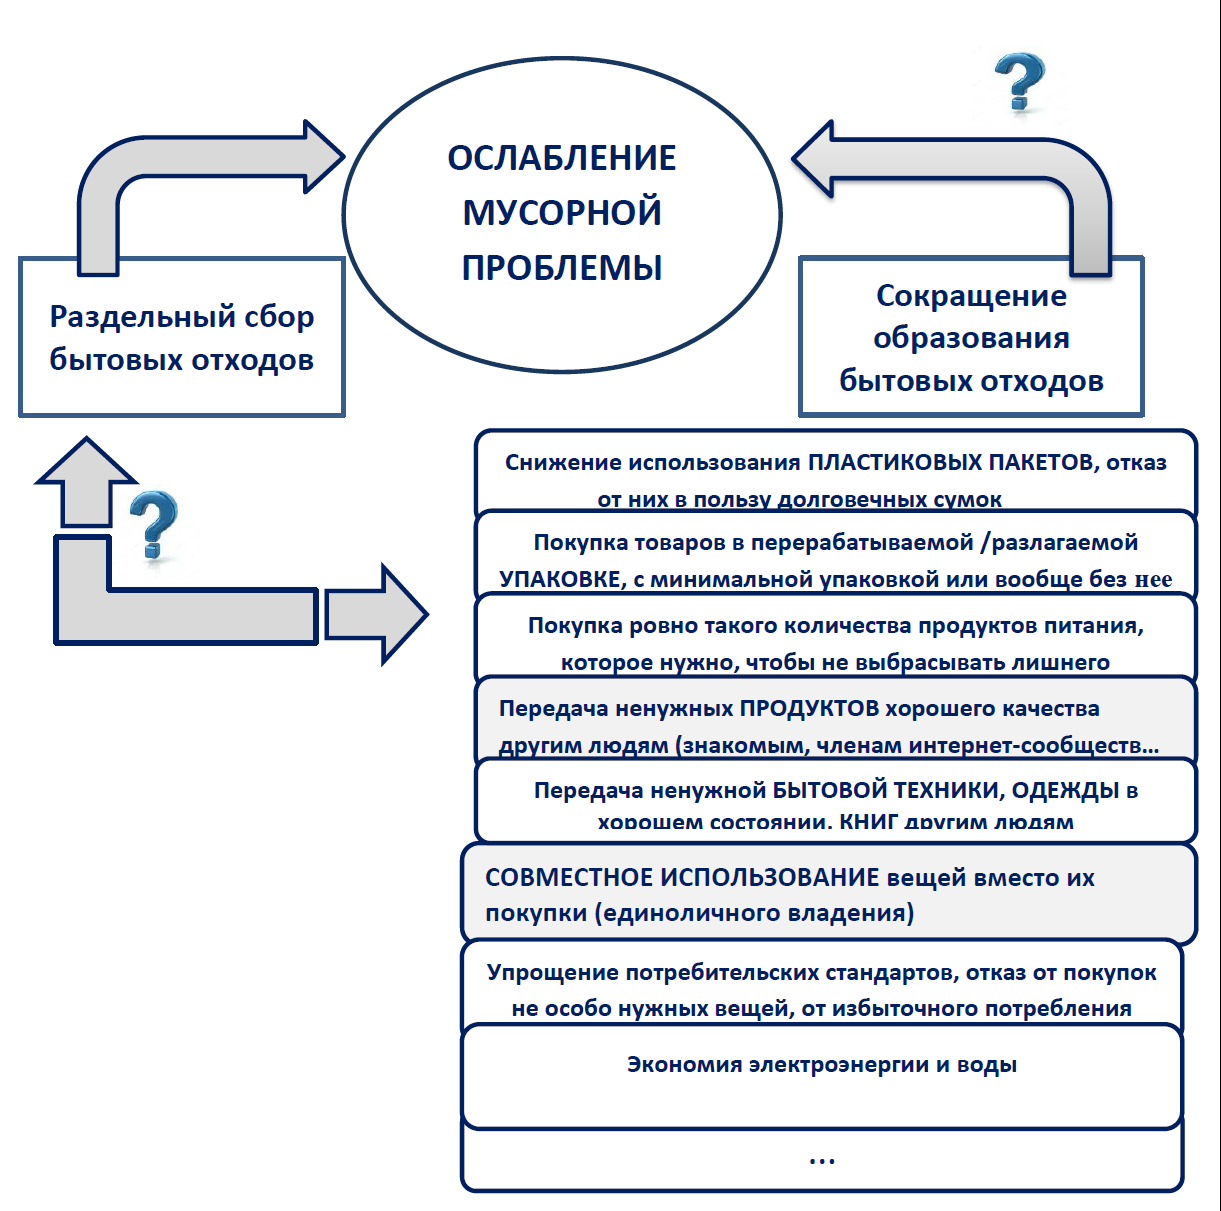 ОСЛАБЛЕНИЕ
МУСОРНОЙ
ПРОБЛЕМЫ
Раздельный сбор
бытовых отходов
Сокращение
образования
бытовых отходов
Снижение использования ПЛАСТИКОВЫХ ПАКЕТОВ, отказ
от них в пользу долговечных сумок
Покупка товаров в перерабатываемой /разлагаемой
УПАКОВКЕ, с минимальной упаковкой или вообще без нее
Покупка ровно такого количества продуктов питания,
которое нужно, чтобы не выбрасывать лишнего
Передача ненужных ПРОДУКТОВ хорошего качества
другим людям (знакомым, членам интернет-сообществ...
Передача ненужной БЫТОВОЙ ТЕХНИКИ, ОДЕЖДЫ в
хорошем состоянии, КНИГ другим людям
СОВМЕСТНОЕ ИСПОЛЬЗОВАНИЕ вещей вместо их
покупки (единоличного владения)
Упрощение потребительских стандартов, отказ от покупок
не особо нужных вещей, от избыточного потребления
Экономия электроэнергии и воды
...